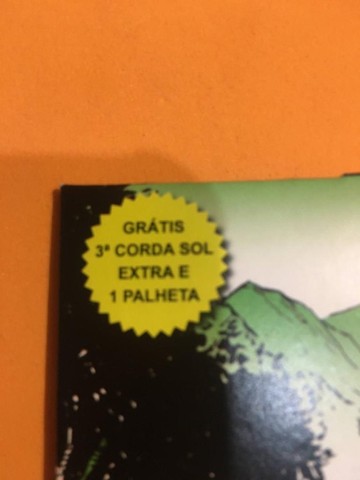 GRÁTIS
3ª CORDA SOL
EXTRA E
1 PALHETA